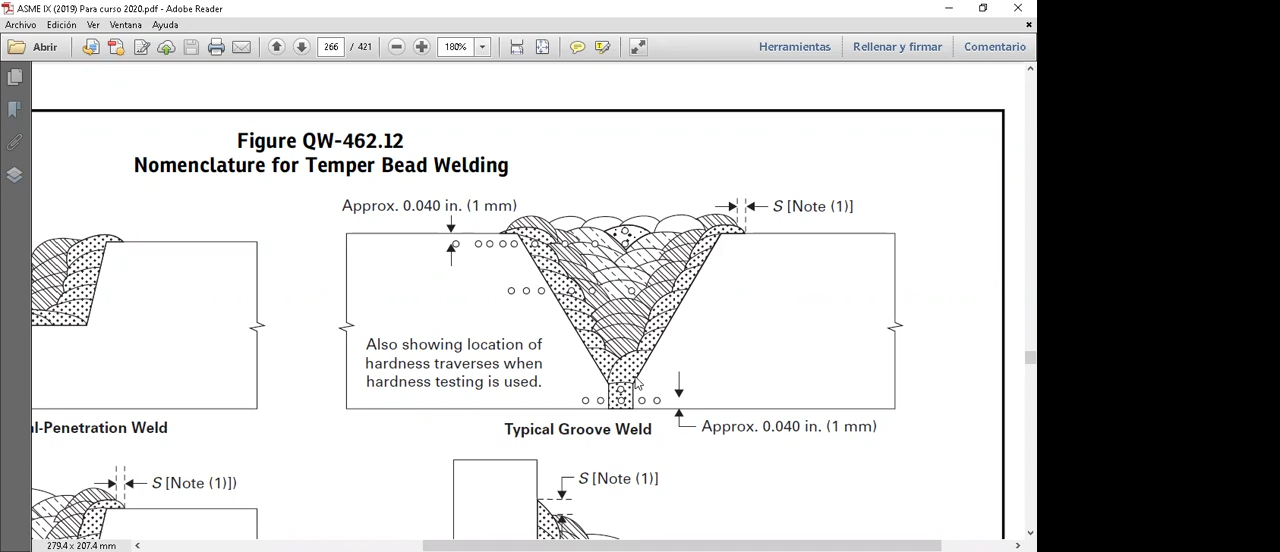 ASME IX (2019) Para curso 2020.pdf - Adobe Reader
Archivo Edición Ver Ventana Ayuda
Abrir 266 / 421 180% Herramientas Rellenar y firmar Comentario
Figure QW-462.12
Nomenclature for Temper Bead Welding
Approx. 0.040 in. (1 mm)
S [Note (1)]
Also showing location of
hardness traverses when
hardness testing is used.
al-Penetration Weld
Typical Groove Weld
Approx. 0.040 in. (1 mm)
S [Note (1)])
S [Note (1)]
279.4 x 207.4 mm